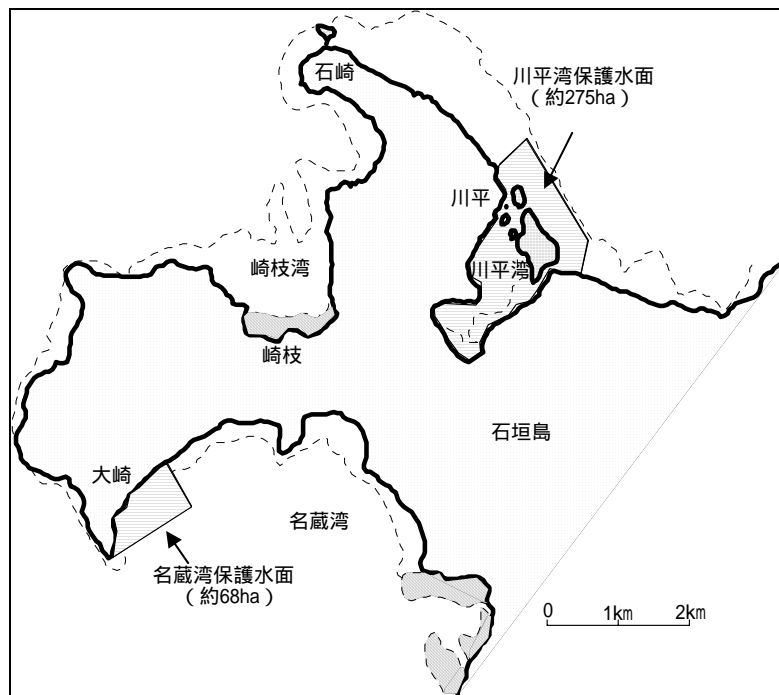 石崎
川平湾保護水面
(約275ha)
川平
崎枝湾
川平湾
崎枝
石垣島
大崎
名蔵湾
名蔵湾保護水面
(約68ha)
0 1km 2km